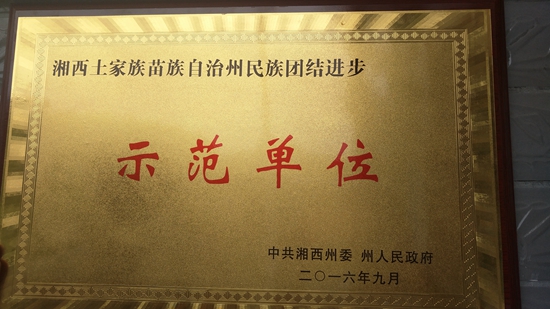 湘西土家族苗族自治州民族团结进步
示范单位
中共湘西州委 州人民政府
二〇一六年九月